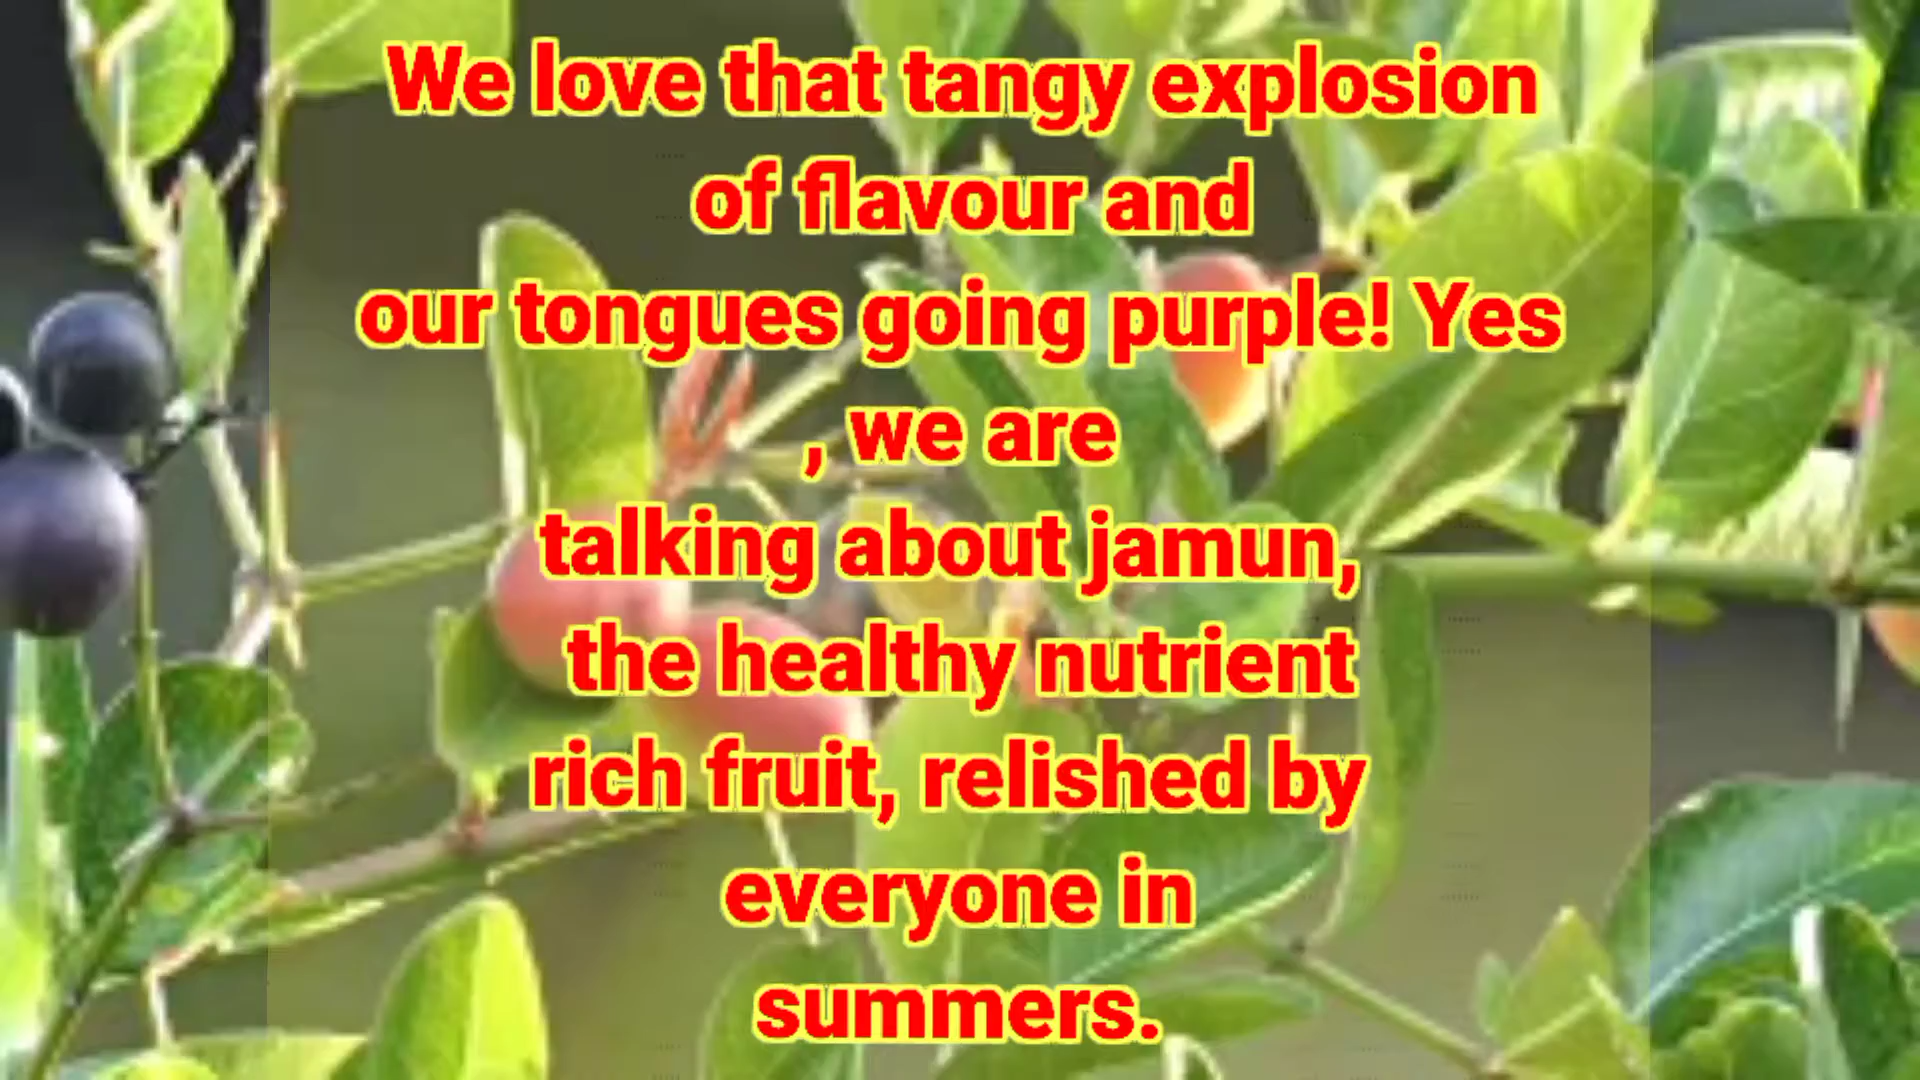 We love that tangy explosion
of flavour and
our tongues going purple! Yes
, we are
talking about jamun,
the healthy nutrient
rich fruit, relished by
everyone in
summers.